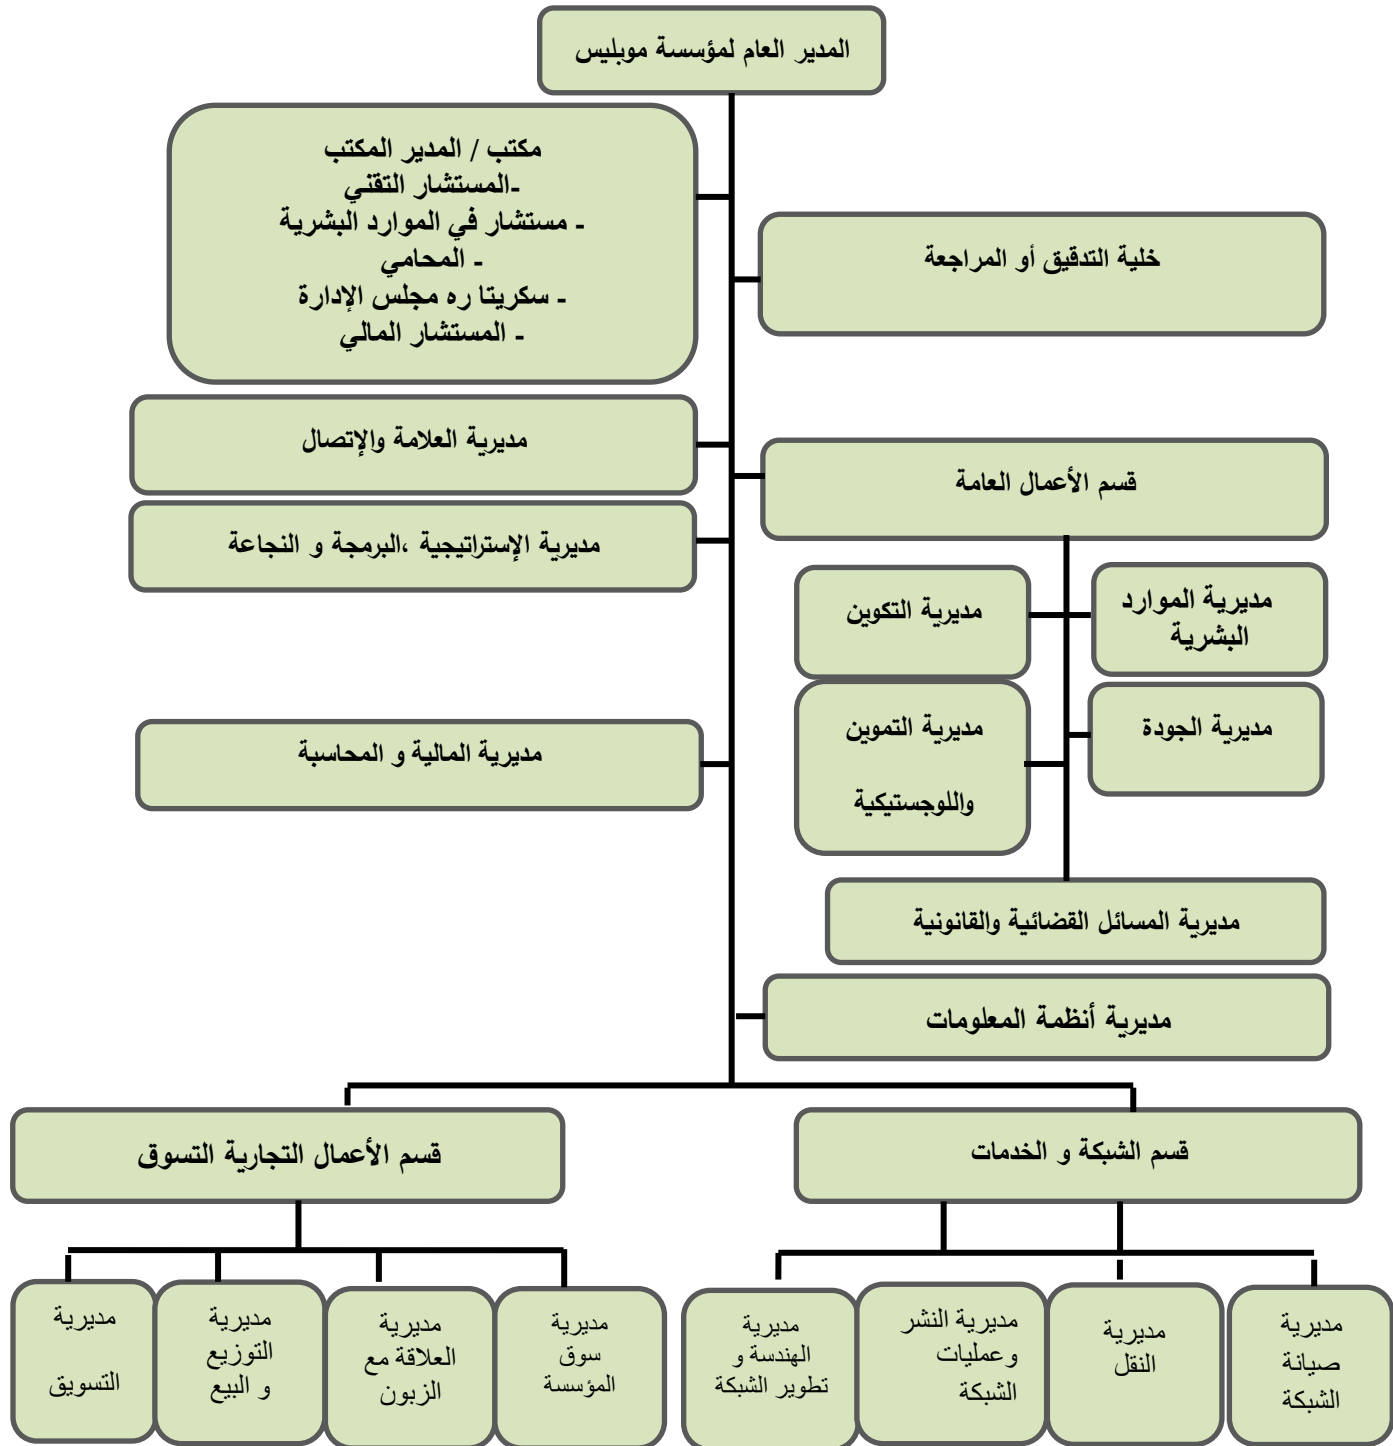 المدير العام لمؤسسة موبليس
مكتب / المدير المكتب
-المستشار التقني
- مستشار في الموارد البشرية
- المحامي
- سكريتا ره مجلس الإدارة
- المستشار المالي
خلية التدقيق أو المراجعة
مديرية العلامة والإتصال
قسم الأعمال العامة
مديرية الإستراتيجية ،البرمجة و النجاعة
مديرية الموارد
البشرية
مديرية التكوين
مديرية الجودة
مديرية التموين
واللوجستيكية
مديرية المالية و المحاسبة
مديرية المسائل القضائية والقانونية
مديرية أنظمة المعلومات
قسم الشبكة و الخدمات
قسم الأعمال التجارية التسوق
مديرية
صيانة
الشبكة
مديرية
النقل
مديرية النشر
وعمليات
الشبكة
مديرية
الهندسة و
تطوير الشبكة
مديرية
سوق
المؤسسة
مديرية
العلاقة مع
الزبون
مديرية
التوزيع
و البيع
مديرية
التسويق